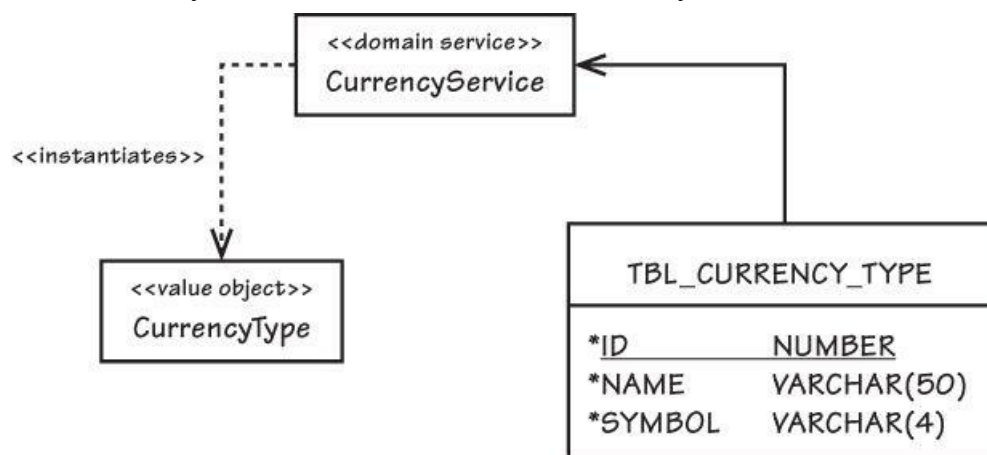 <<domain service>>
CurrencyService
<<instantiates>>
<<value object>>
CurrencyType
TBL_CURRENCY_TYPE
*ID NUMBER
*NAME VARCHAR(50)
*SYMBOL VARCHAR(4)